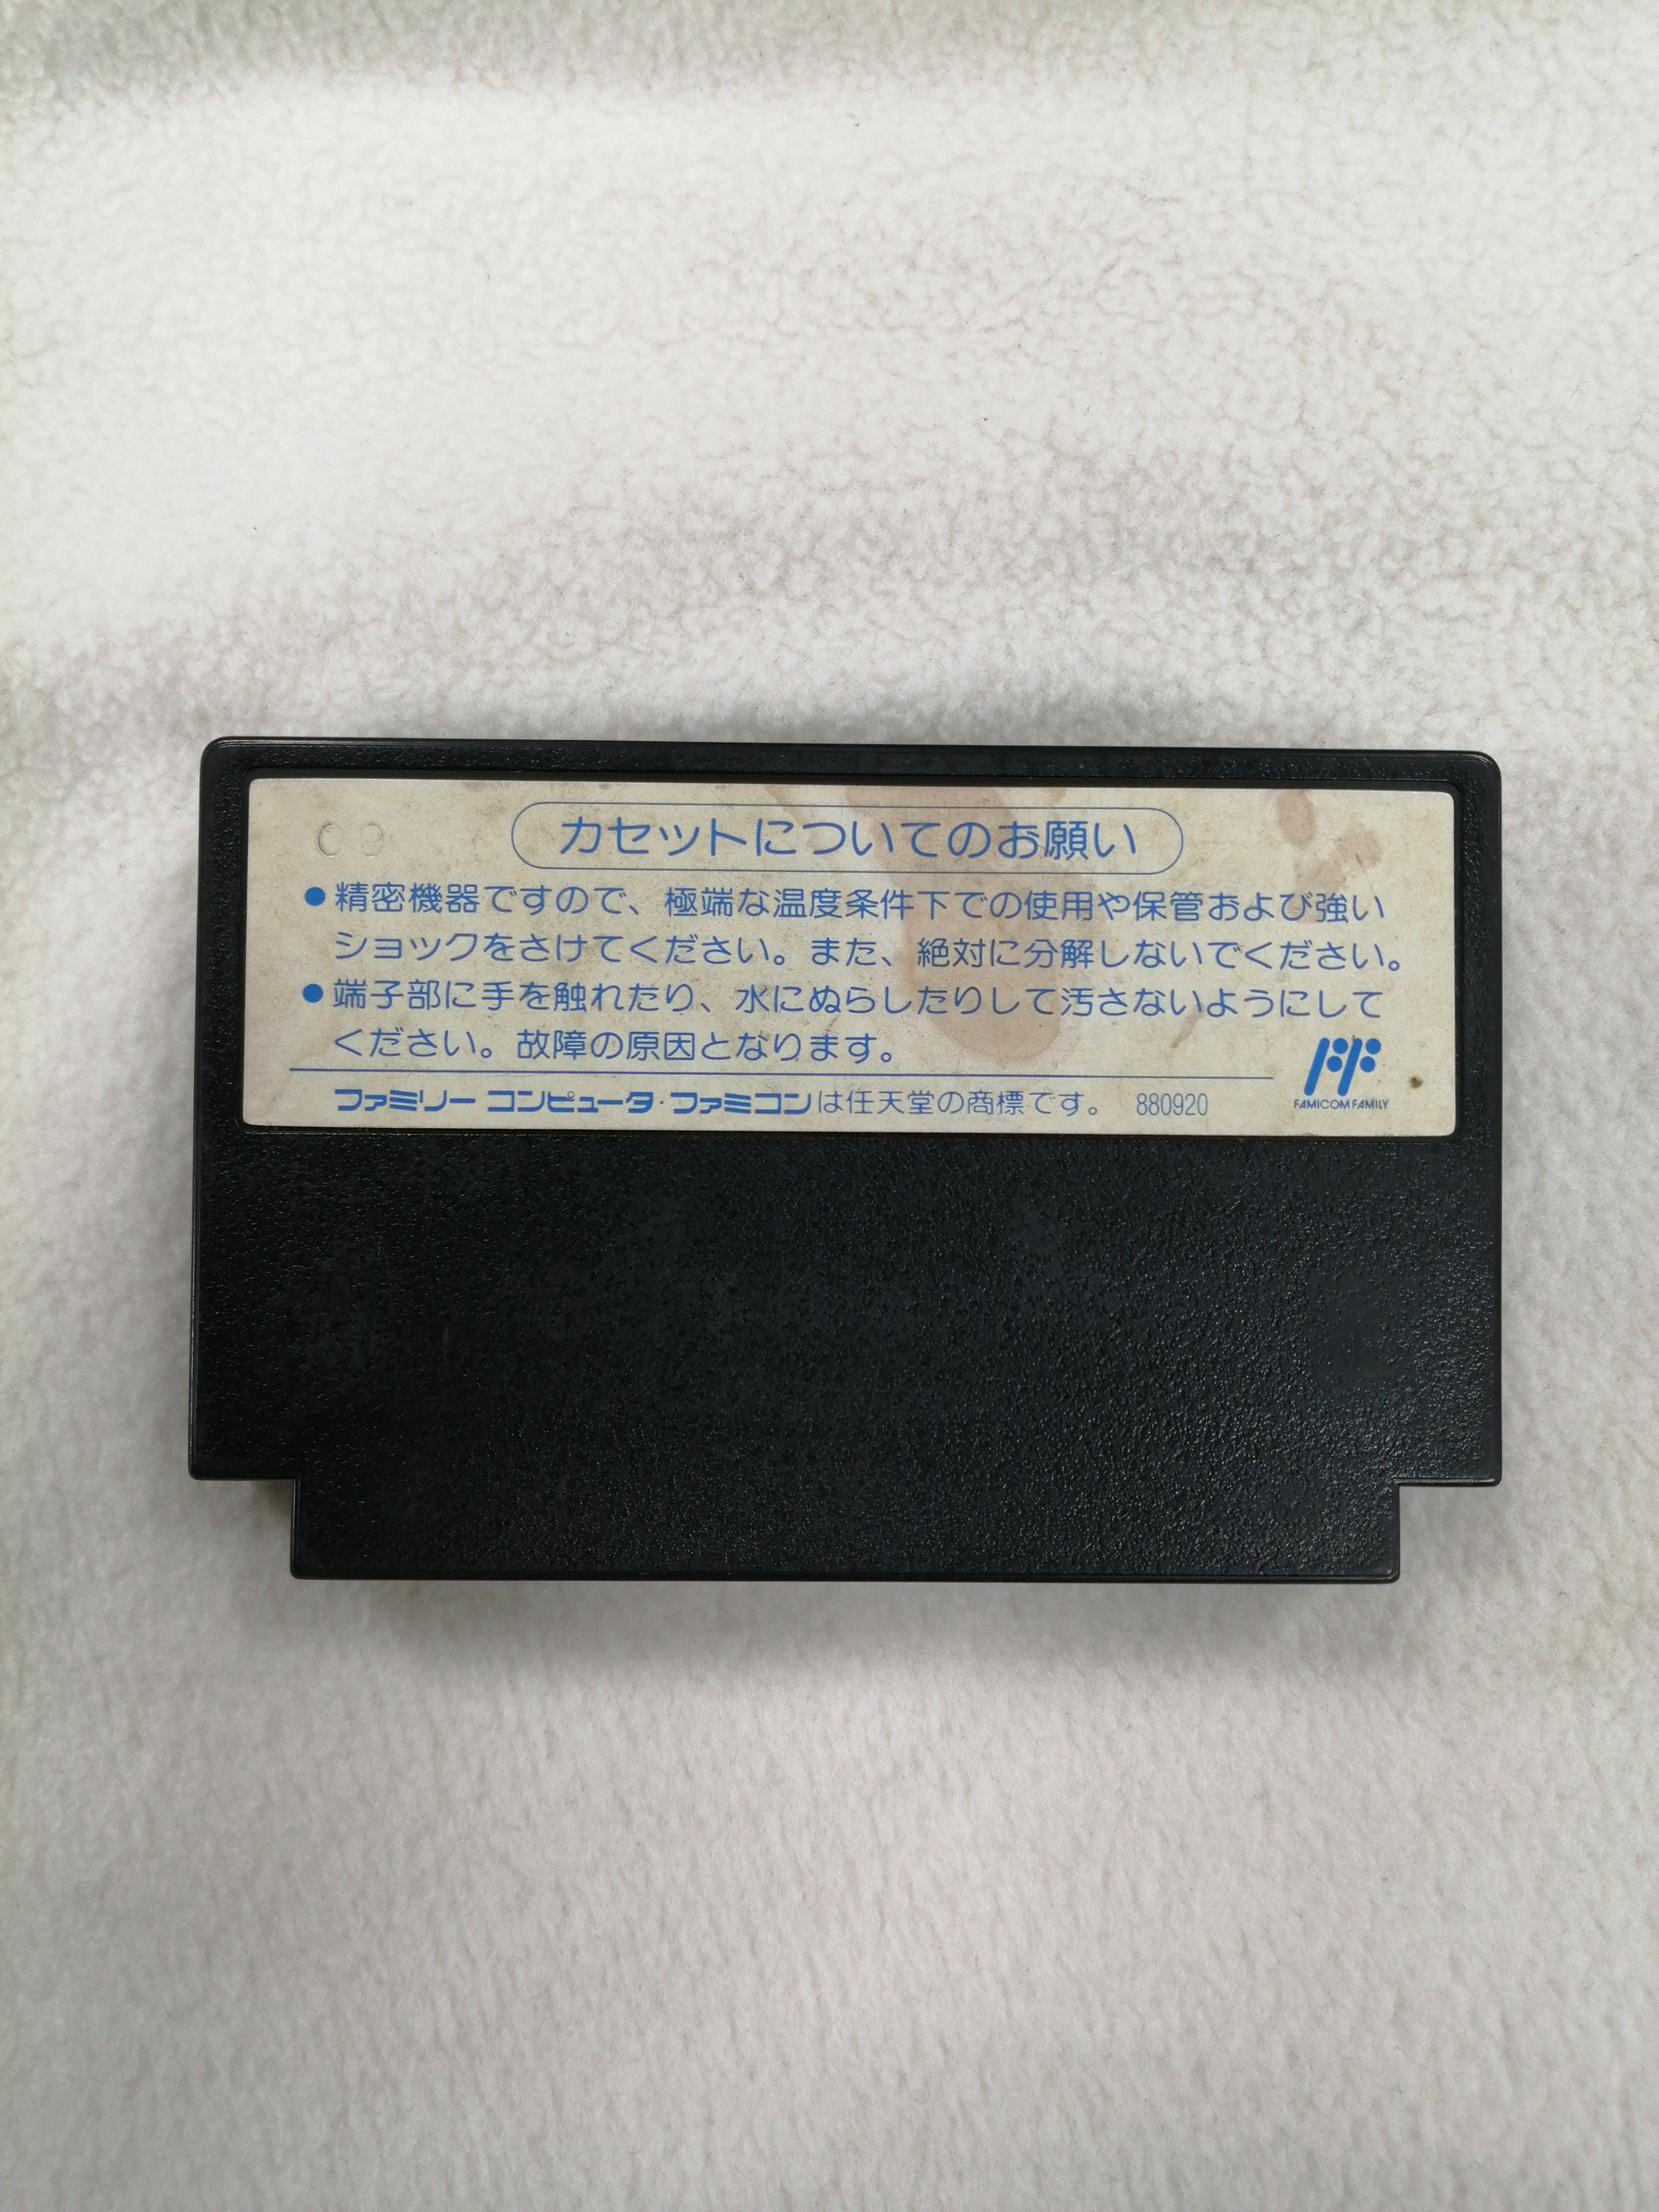 カセットについてのお願い
●精密機器ですので、極端な温度条件下での使用や保管および強い
ショックをさけてください。また、絶対に分解しないでください。
●端子部に手を触れたり、水にぬらしたりして汚さないようにして
ください。故障の原因となります。
ファミリーコンピュータ・ファミコンは任天堂の商標です。 880920
FAMICOM FAMILY